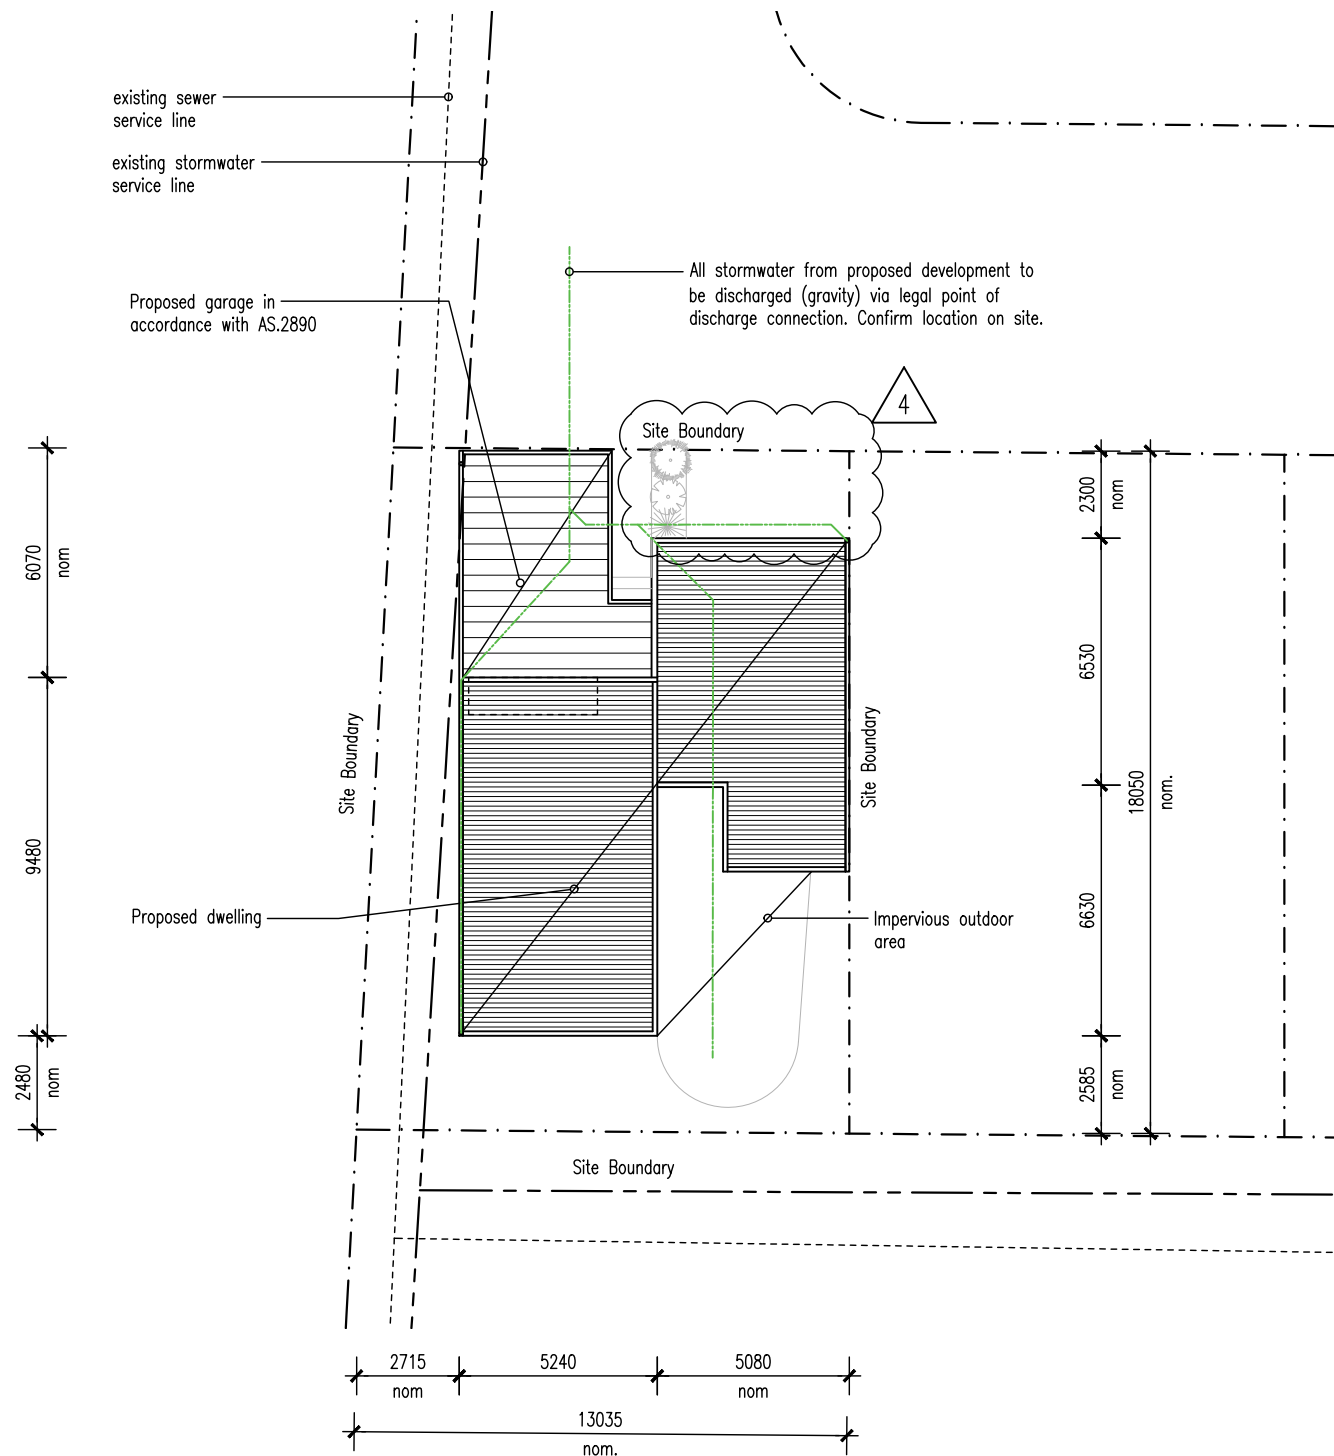 existing sewer
service line
existing stormwater
service line
All stormwater from proposed development to
be discharged (gravity) via legal point of
discharge connection. Confirm location on site.
Proposed garage in
accordance with AS.2890
4
Site Boundary
2300
nom
6070
nom
6530
Site Boundary
Site Boundary
18050
nom.
9480
6630
Proposed dwelling
Impervious outdoor
area
2480
nom
2585
nom
Site Boundary
2715
nom
5240
5080
nom
13035
nom.